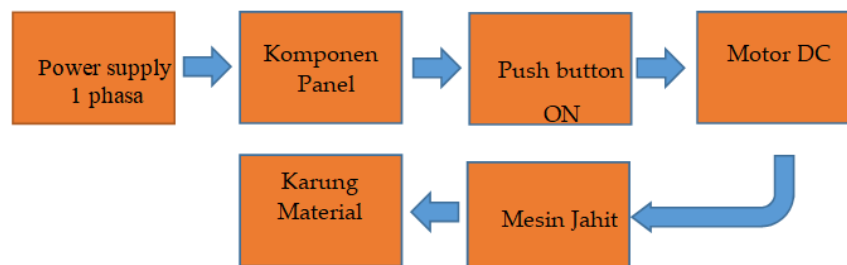 Power supply
1 phasa
Komponen
Panel
Push button
ON
Motor DC
Karung
Material
Mesin Jahit